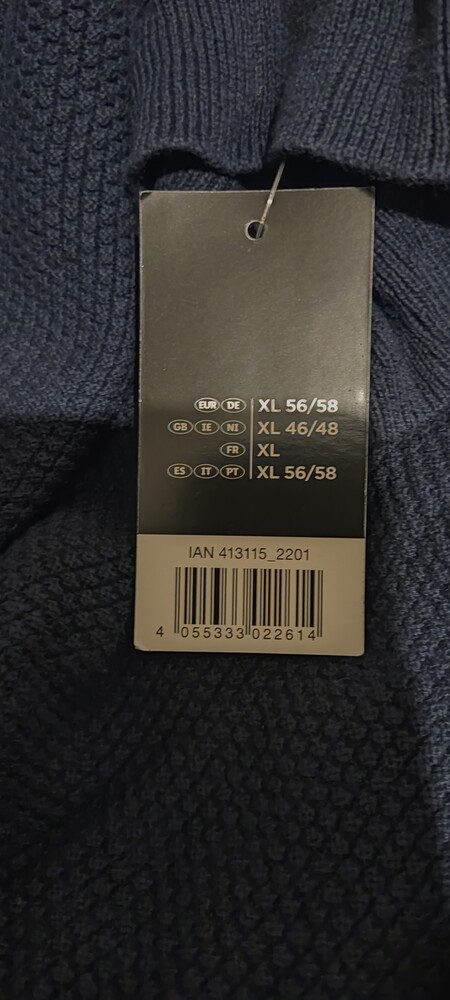 EUR DE XL 56/58
GB IE NI XL 46/48
FR XL
ES IT PT XL 56/58
IAN 413115_2201
4 055333 022614